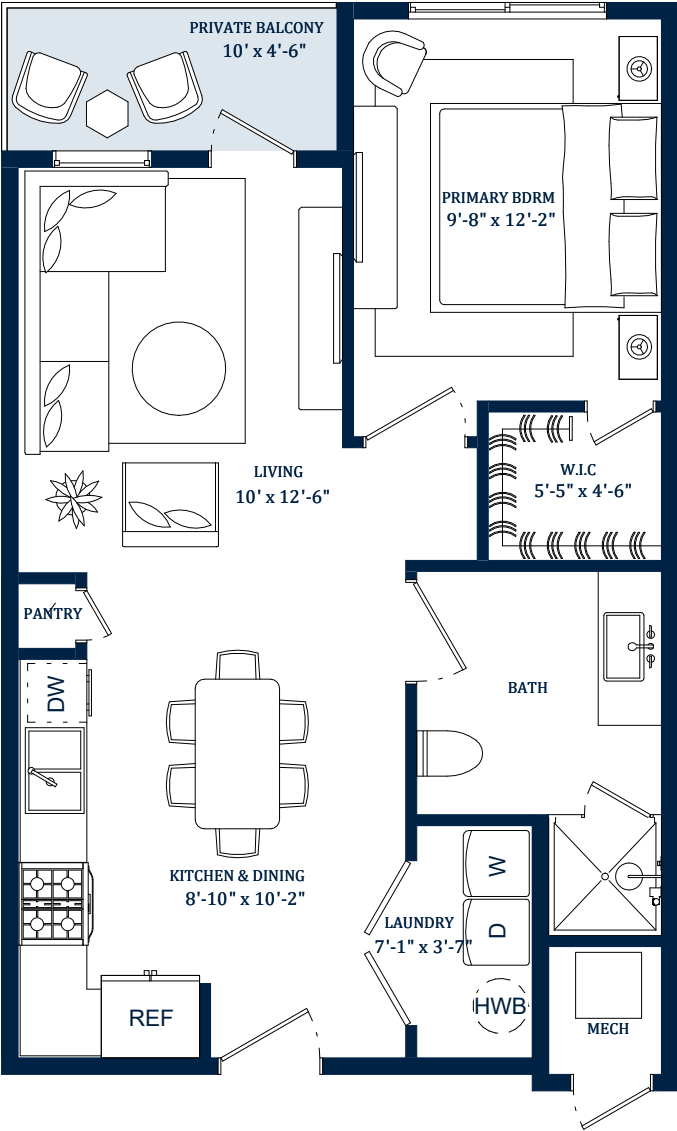 PRIVATE BALCONY
10' x 4'-6"
PRIMARY BDRM
9'-8" x 12'-2"
LIVING
10' x 12'-6"
W.I.C
5'-5" x 4'-6"
PANTRY
DW
BATH
KITCHEN & DINING
8'-10" x 10'-2"
W
LAUNDRY
7'-1" x 3'-7"
D
REF
HWB
MECH